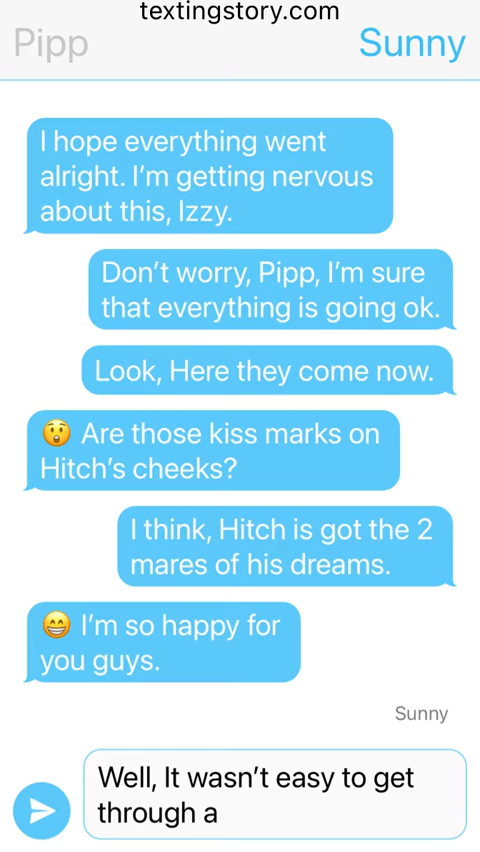 textingstory.com
Pipp
Sunny
I hope everything went
alright. I’m getting nervous
about this, Izzy.
Don’t worry, Pipp, I’m sure
that everything is going ok.
Look, Here they come now.
😲 Are those kiss marks on
Hitch’s cheeks?
I think, Hitch is got the 2
mares of his dreams.
😁 I’m so happy for
you guys.
Sunny
Well, It wasn’t easy to get
through a